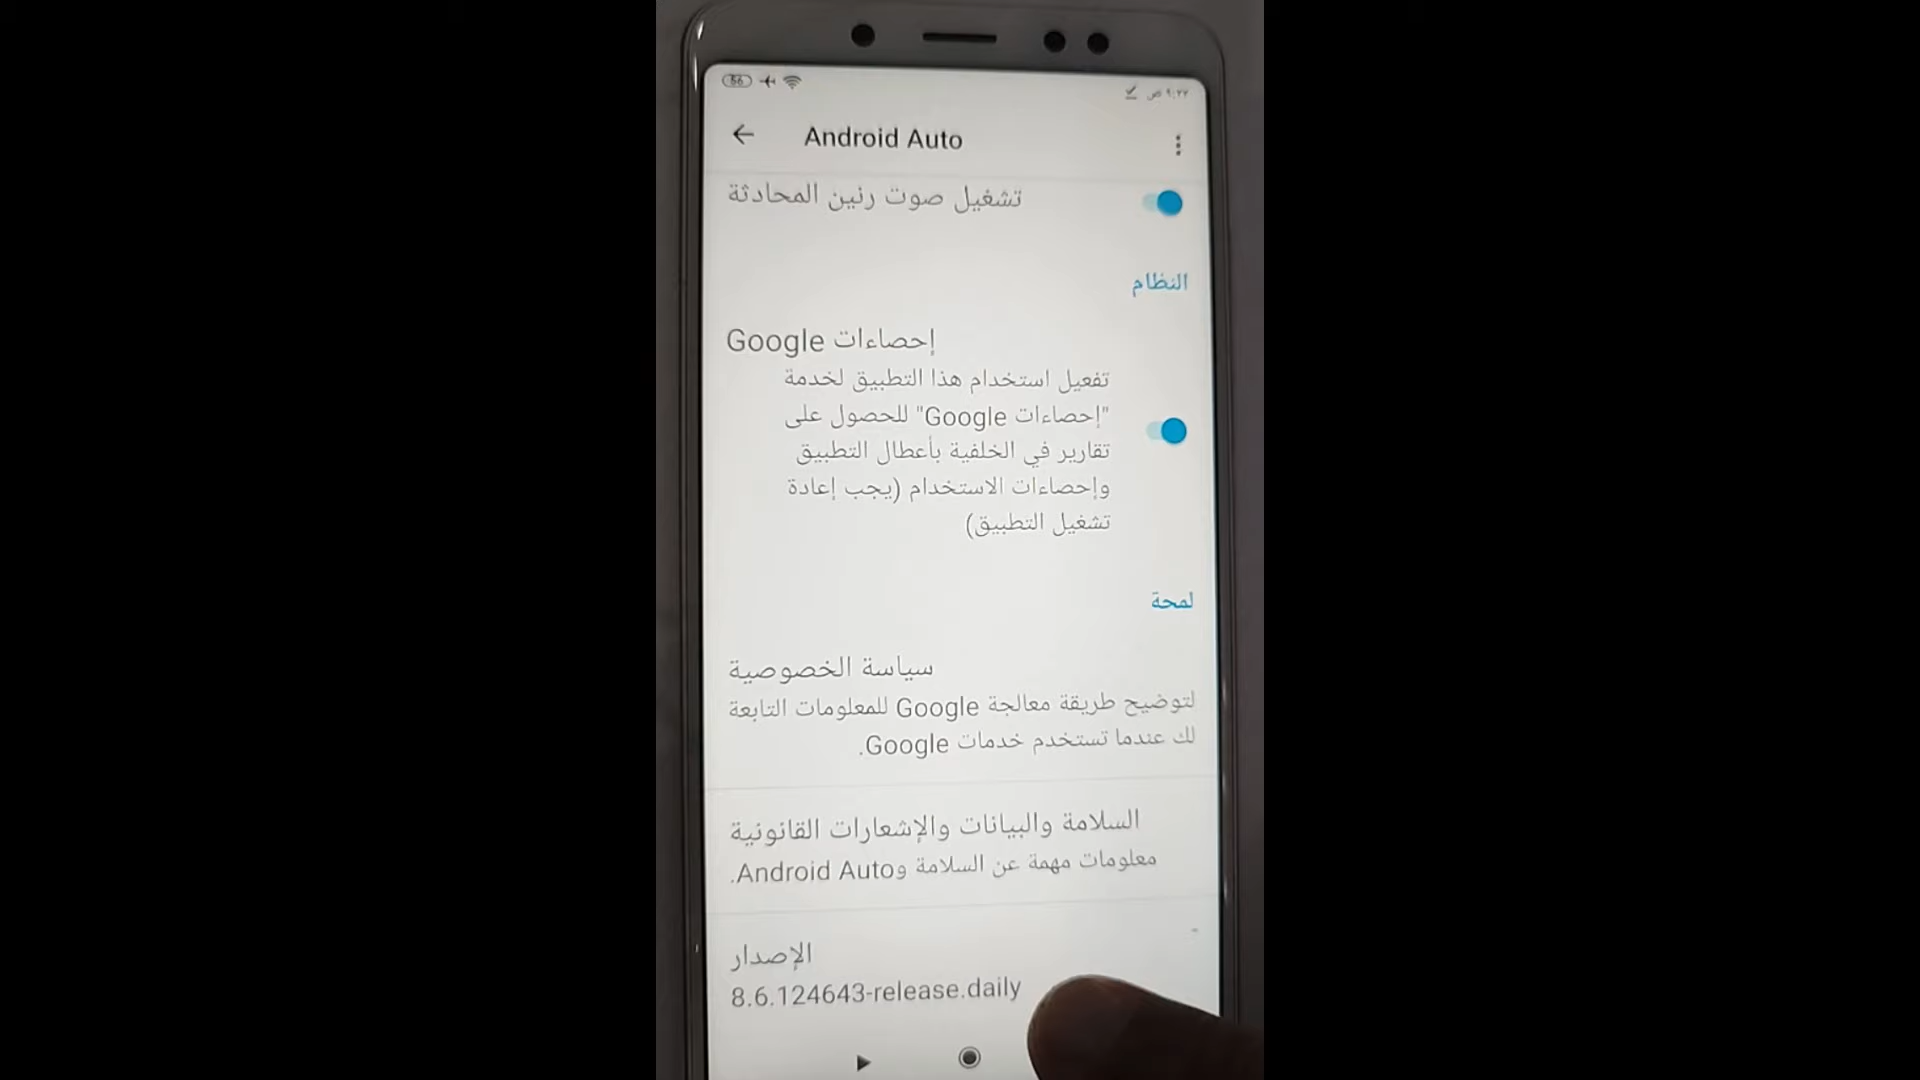 56
٩:٢٧ ص
Android Auto
تشغيل صوت رنين المحادثة
النظام
إحصاءات Google
تفعيل استخدام هذا التطبيق لخدمة
"إحصاءات Google" للحصول على
تقارير في الخلفية بأعطال التطبيق
وإحصاءات الاستخدام (يجب إعادة
تشغيل التطبيق)
لمحة
سياسة الخصوصية
لتوضيح طريقة معالجة Google للمعلومات التابعة
لك عندما تستخدم خدمات Google.
السلامة والبيانات والإشعارات القانونية
معلومات مهمة عن السلامة وAndroid Auto.
الإصدار
8.6.124643-release.daily